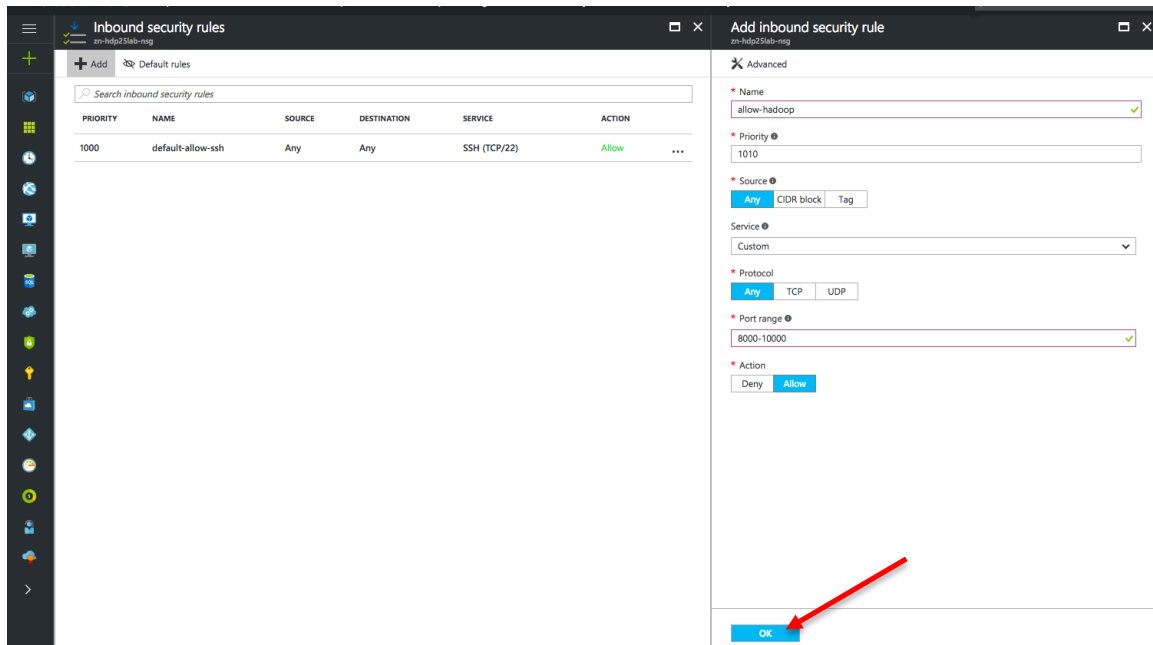 Inbound security rules
zn-hdp25lab-nsg
Add
Default rules
Search inbound security rules
PRIORITY NAME SOURCE DESTINATION SERVICE ACTION
1000 default-allow-ssh Any Any SSH (TCP/22) Allow ...
Add inbound security rule
zn-hdp25lab-nsg
Advanced
* Name
allow-hadoop
* Priority
1010
* Source
Any CIDR block Tag
Service
Custom
* Protocol
Any TCP UDP
* Port range
8000-10000
* Action
Deny Allow
OK